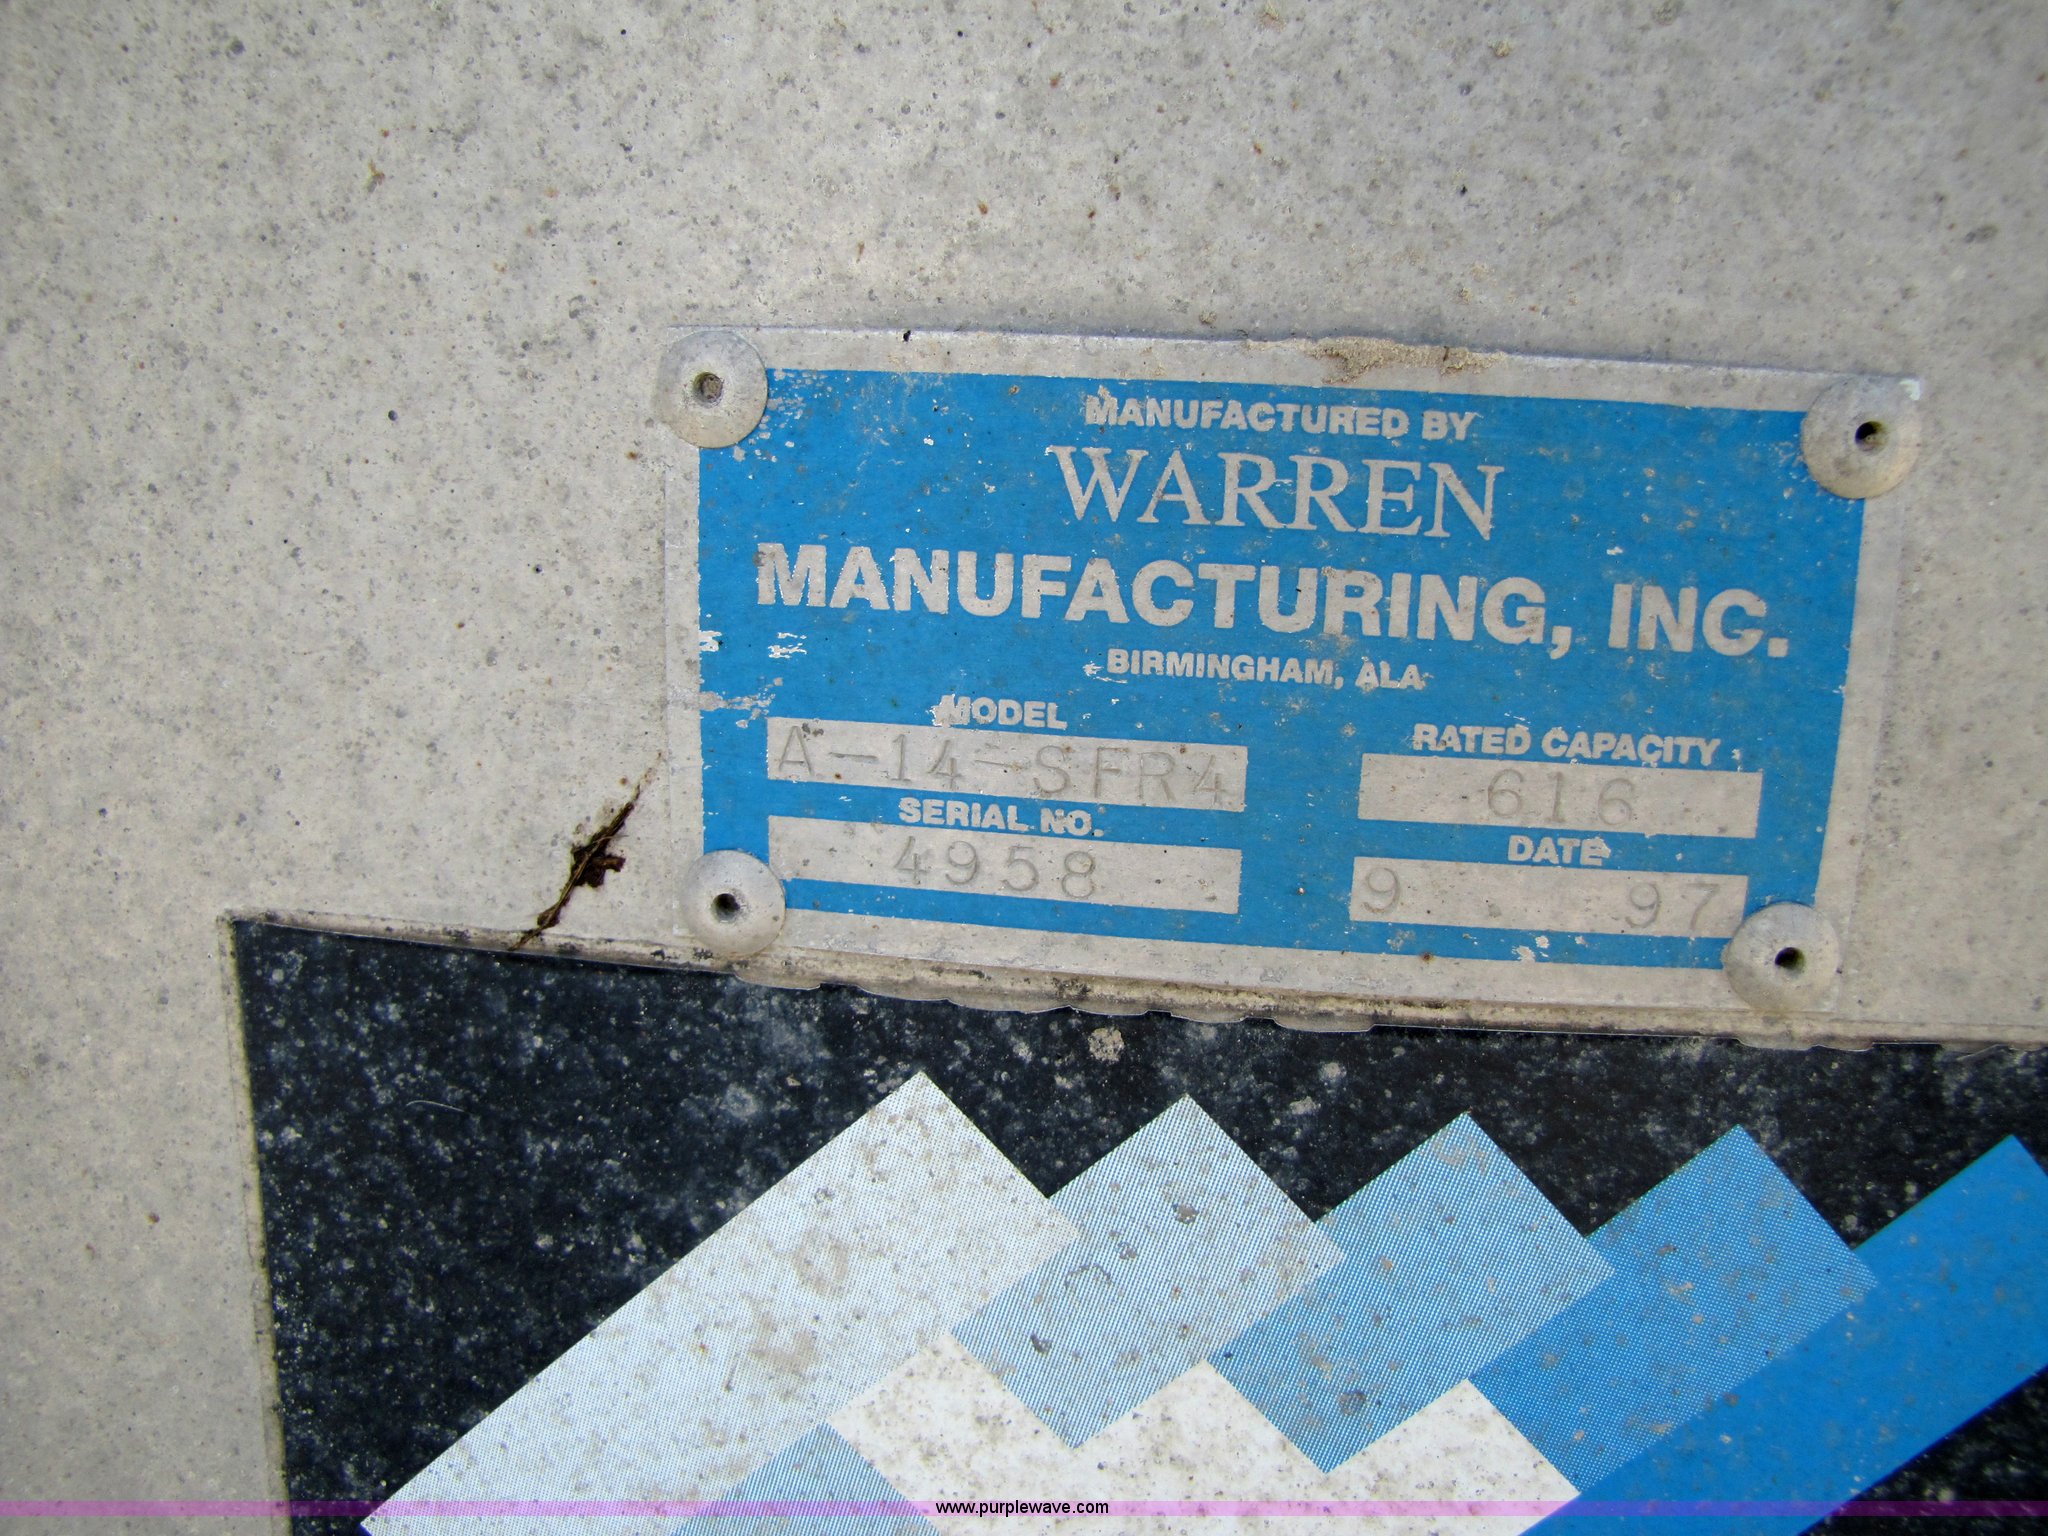 MANUFACTURED BY
WARREN
MANUFACTURING, INC.
BIRMINGHAM, ALA
MODEL
A-14-SFR4
RATED CAPACITY
616
SERIAL NO.
4958
DATE
9 97
www.purplewave.com